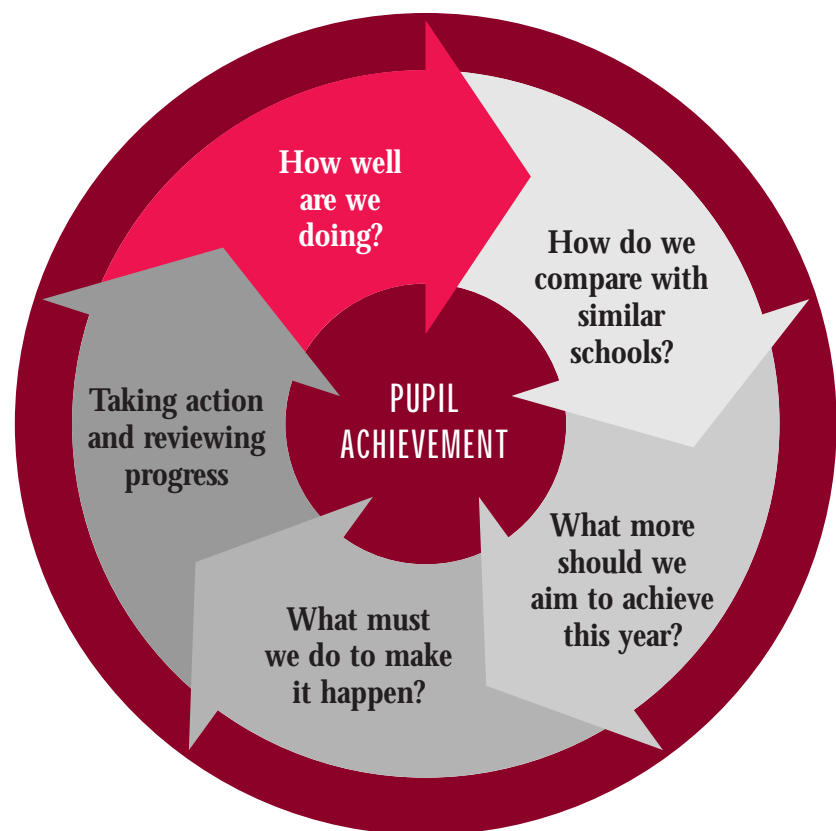 How well
are we
doing?
How do we
compare with
similar
schools?
What more
should we
aim to achieve
this year?
What must
we do to make
it happen?
Taking action
and reviewing
progress
PUPIL
ACHIEVEMENT